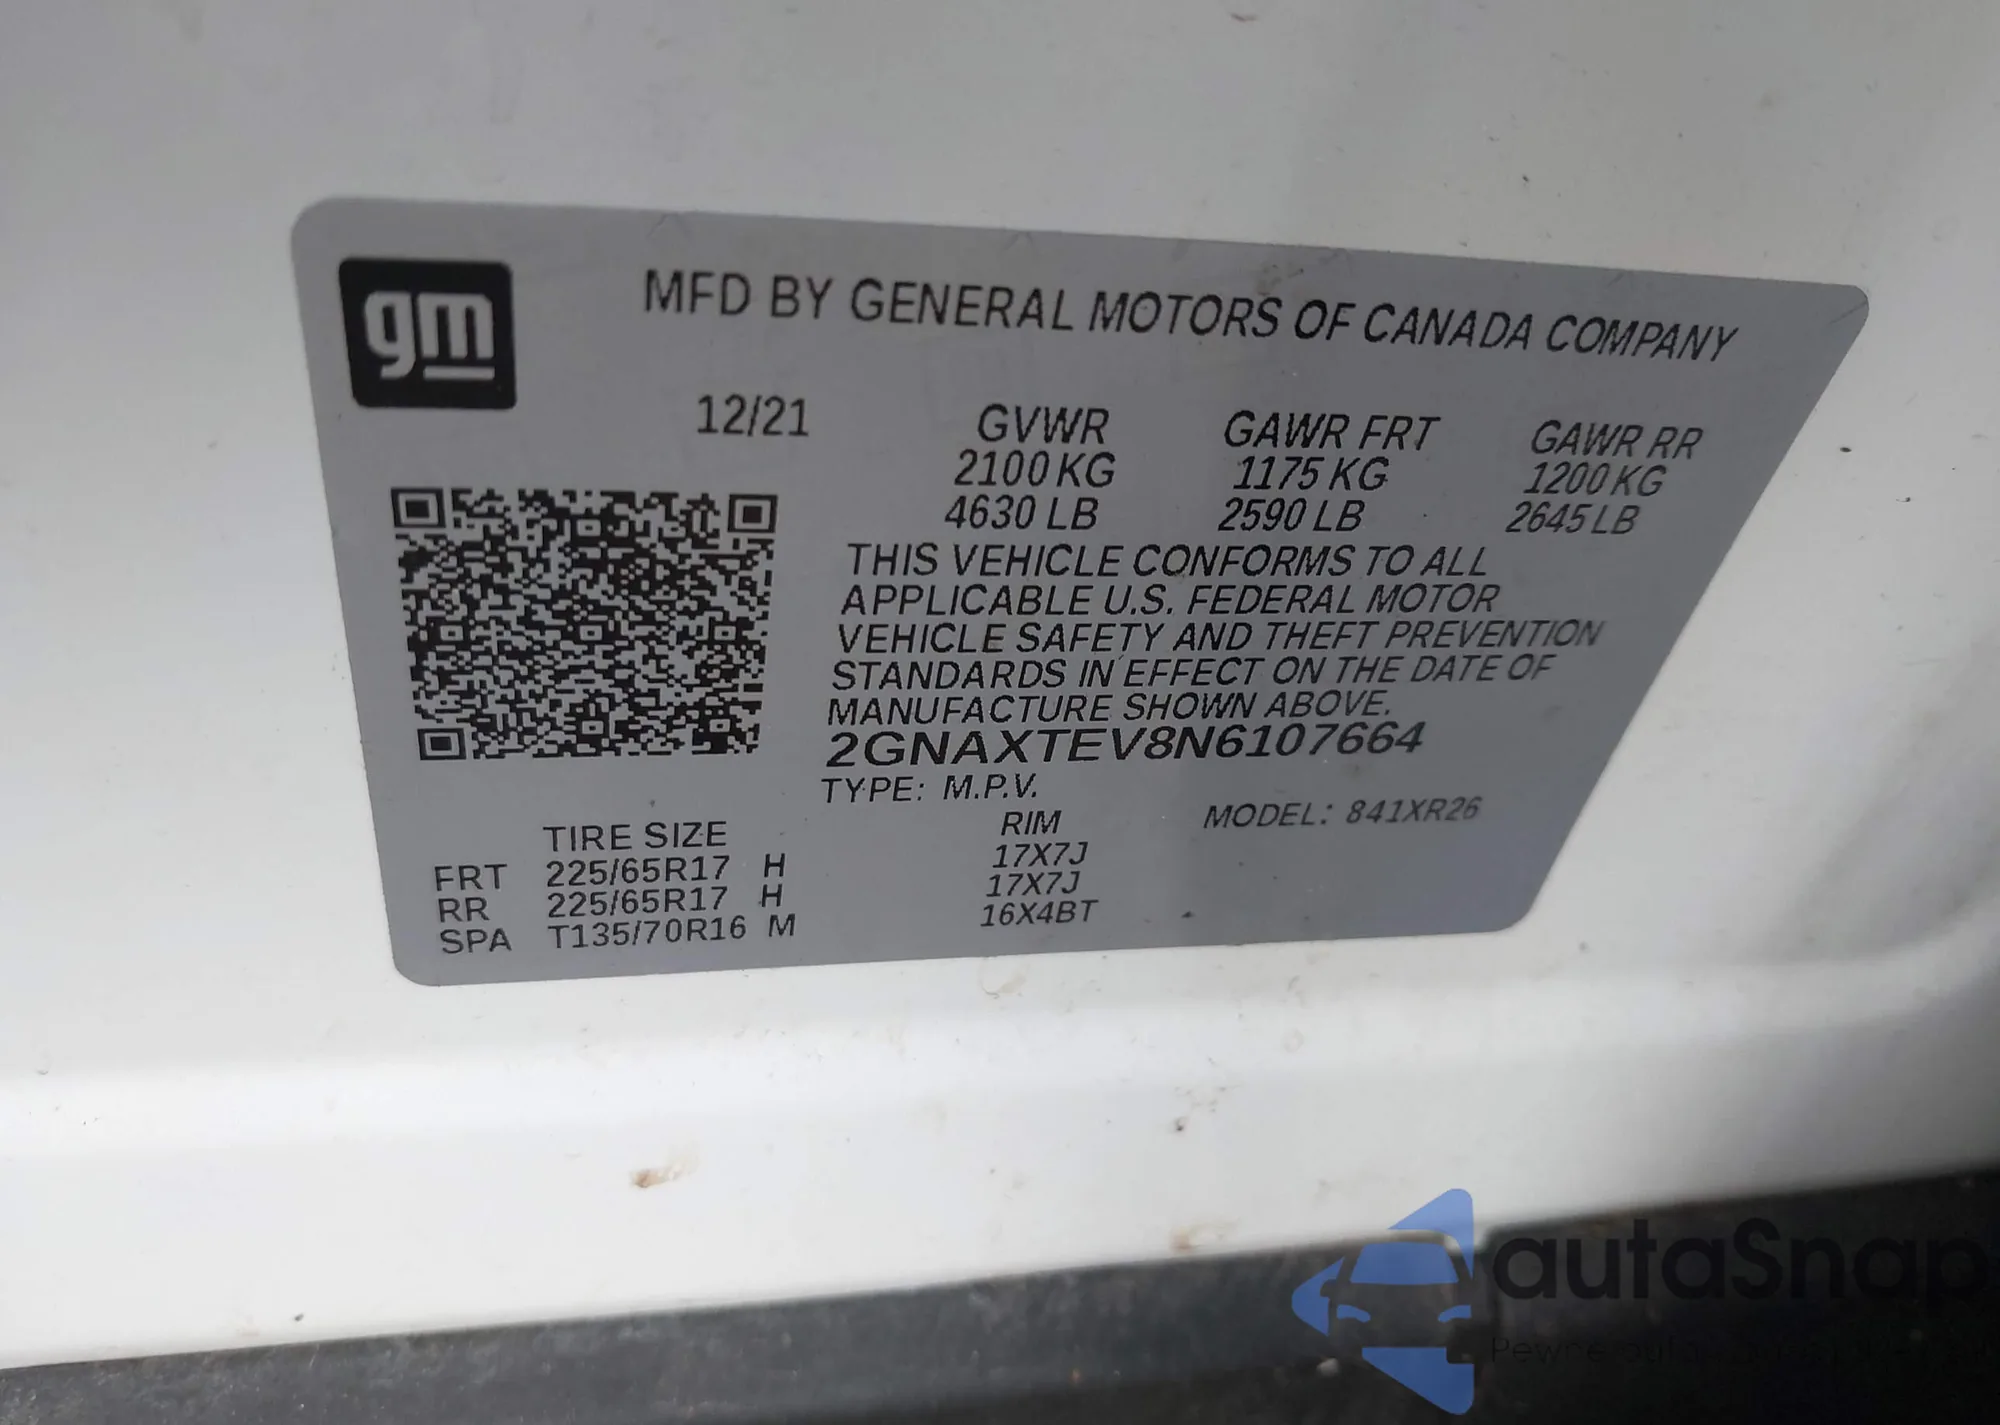 gm
MFD BY GENERAL MOTORS OF CANADA COMPANY
12/21 GVWR GAWR FRT GAWR RR
2100 KG 1175 KG 1200 KG
4630 LB 2590 LB 2645 LB
THIS VEHICLE CONFORMS TO ALL
APPLICABLE U.S. FEDERAL MOTOR
VEHICLE SAFETY AND THEFT PREVENTION
STANDARDS IN EFFECT ON THE DATE OF
MANUFACTURE SHOWN ABOVE.
2GNAXTEV8N6107664
TYPE: M.P.V.
MODEL: 841XR26
TIRE SIZE RIM
FRT 225/65R17 H 17X7J
RR 225/65R17 H 17X7J
SPA T135/70R16 M 16X4BT
autaSnap